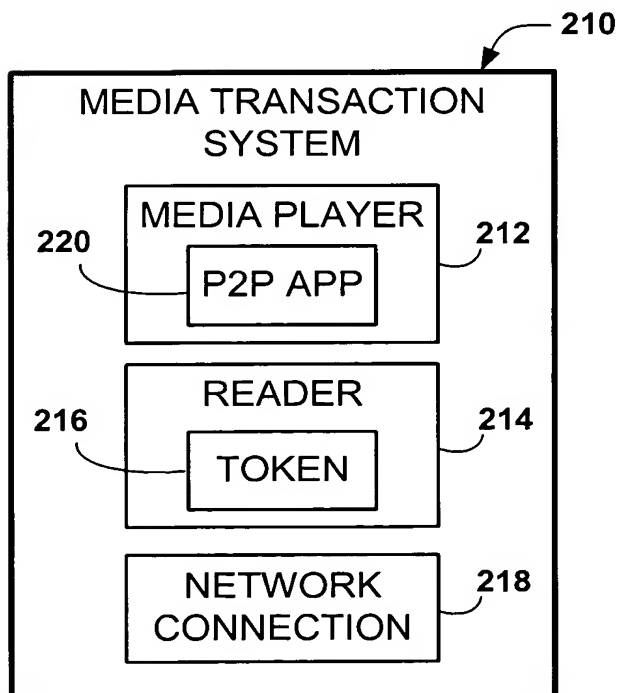 210
MEDIA TRANSACTION
SYSTEM
MEDIA PLAYER
220
212
P2P APP
READER
216
214
TOKEN
NETWORK
CONNECTION
218